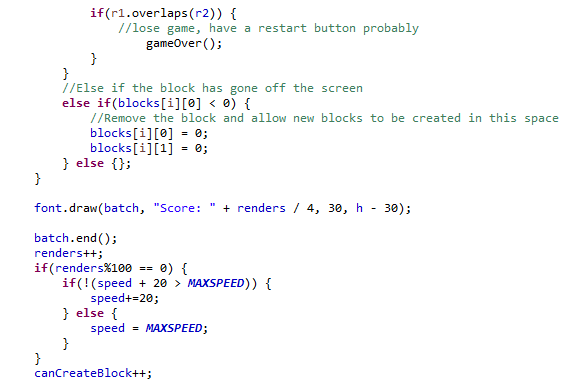 if(r1.overlaps(r2)) {
//lose game, have a restart button probably
gameOver();
}
}
//Else if the block has gone off the screen
else if(blocks[i][0] < 0) {
//Remove the block and allow new blocks to be created in this space
blocks[i][0] = 0;
blocks[i][1] = 0;
} else {};
}
font.draw(batch, "Score: " + renders / 4, 30, h - 30);
batch.end();
renders++;
if(renders%100 == 0) {
if(!(speed + 20 > MAXSPEED)) {
speed+=20;
} else {
speed = MAXSPEED;
}
}
canCreateBlock++;